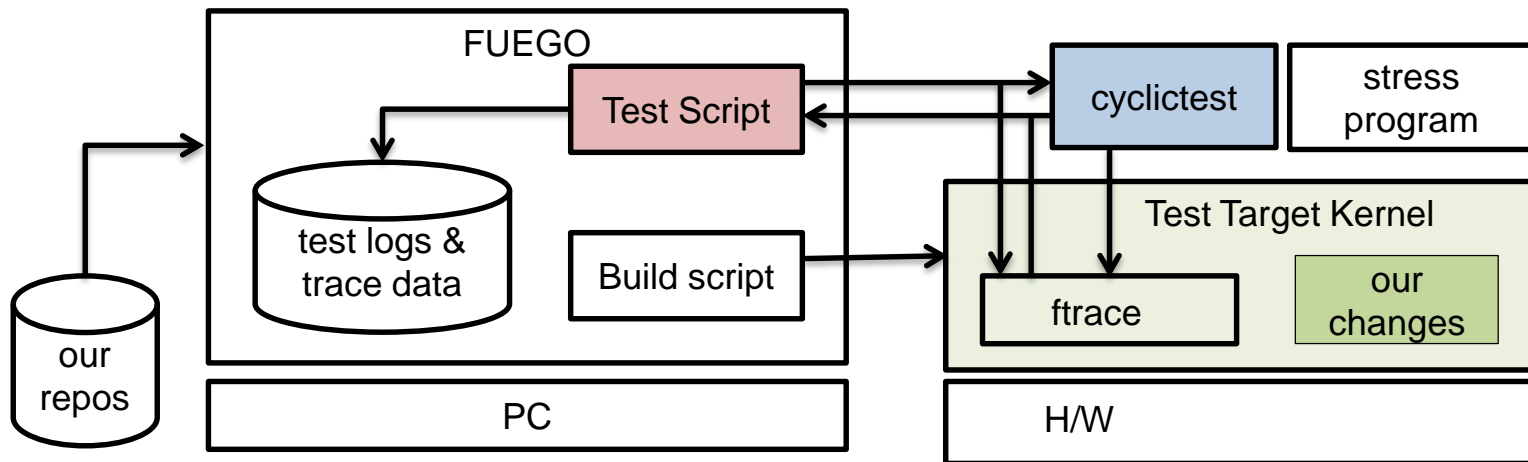 FUEGO
Test Script
cyclictest
stress
program
test logs &
trace data
Build script
Test Target Kernel
ftrace
our
changes
our
repos
PC
H/W